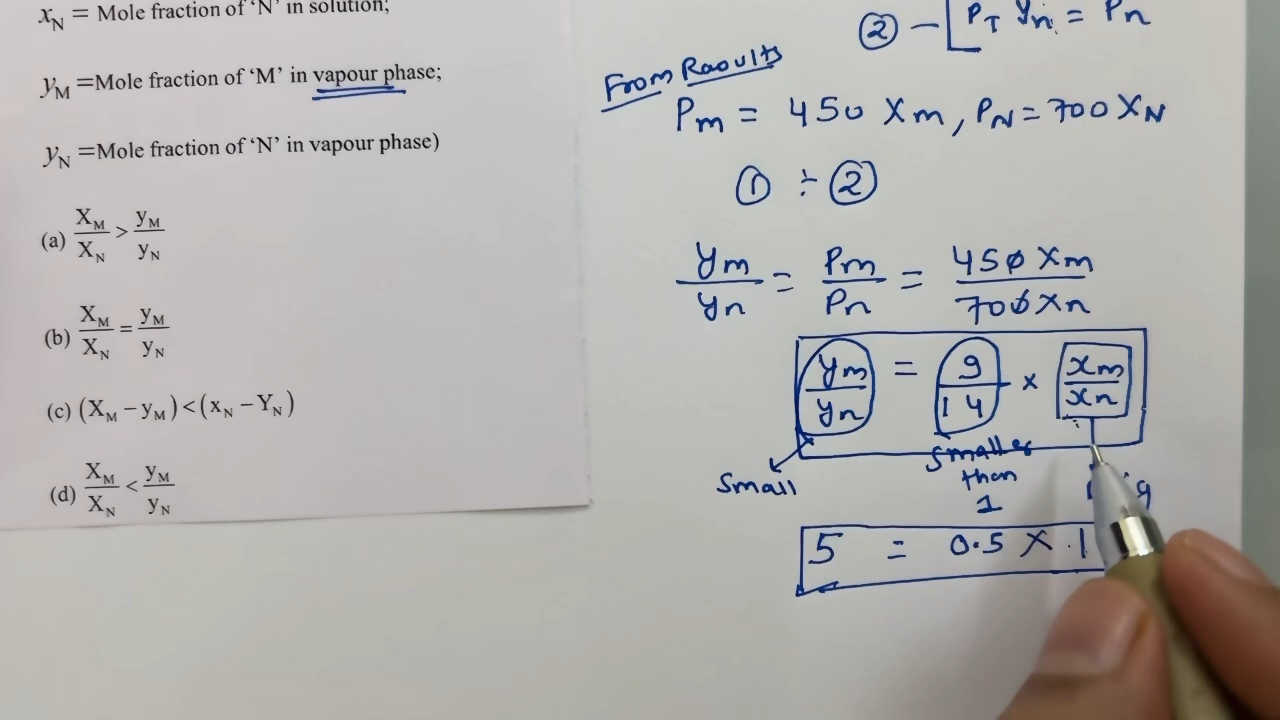 x_N = Mole fraction of 'N' in solution;
y_M =Mole fraction of 'M' in vapour phase;
y_N =Mole fraction of 'N' in vapour phase)
(a) X_M/X_N > y_M/y_N
(b) X_M/X_N = y_M/y_N
(c) (X_M – y_M) < (x_N – Y_N)
(d) X_M/X_N < y_M/y_N
② – [ P_T Y_n = P_n
From Raoults
P_m = 450 X_m, P_N = 700 X_N
① ÷ ②
y_m/y_n = P_m/P_n = 450 X_m/700 X_n
y_m/y_n = 9/14 × x_m/x_n
Small
Smaller
than
1
5 = 0.5 × 1